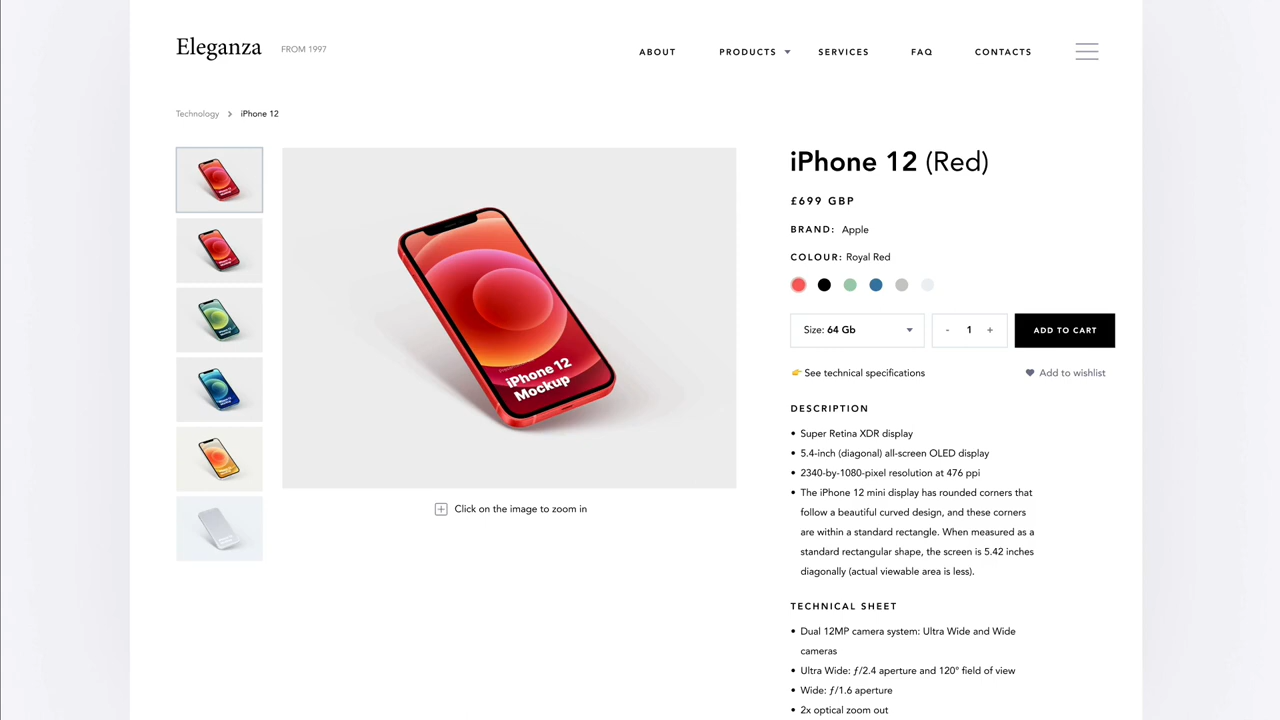 Eleganza
FROM 1997
ABOUT
PRODUCTS
SERVICES
FAQ
CONTACTS
Technology
iPhone 12
iPhone 12 (Red)
£699 GBP
BRAND: Apple
COLOUR: Royal Red
Size: 64 Gb
- 1 +
ADD TO CART
👉 See technical specifications
Add to wishlist
iPhone 12
Mockup
Click on the image to zoom in
DESCRIPTION
• Super Retina XDR display
• 5.4-inch (diagonal) all-screen OLED display
• 2340-by-1080-pixel resolution at 476 ppi
• The iPhone 12 mini display has rounded corners that
follow a beautiful curved design, and these corners
are within a standard rectangle. When measured as a
standard rectangular shape, the screen is 5.42 inches
diagonally (actual viewable area is less).
TECHNICAL SHEET
• Dual 12MP camera system: Ultra Wide and Wide
cameras
• Ultra Wide: ƒ/2.4 aperture and 120° field of view
• Wide: ƒ/1.6 aperture
• 2x optical zoom out